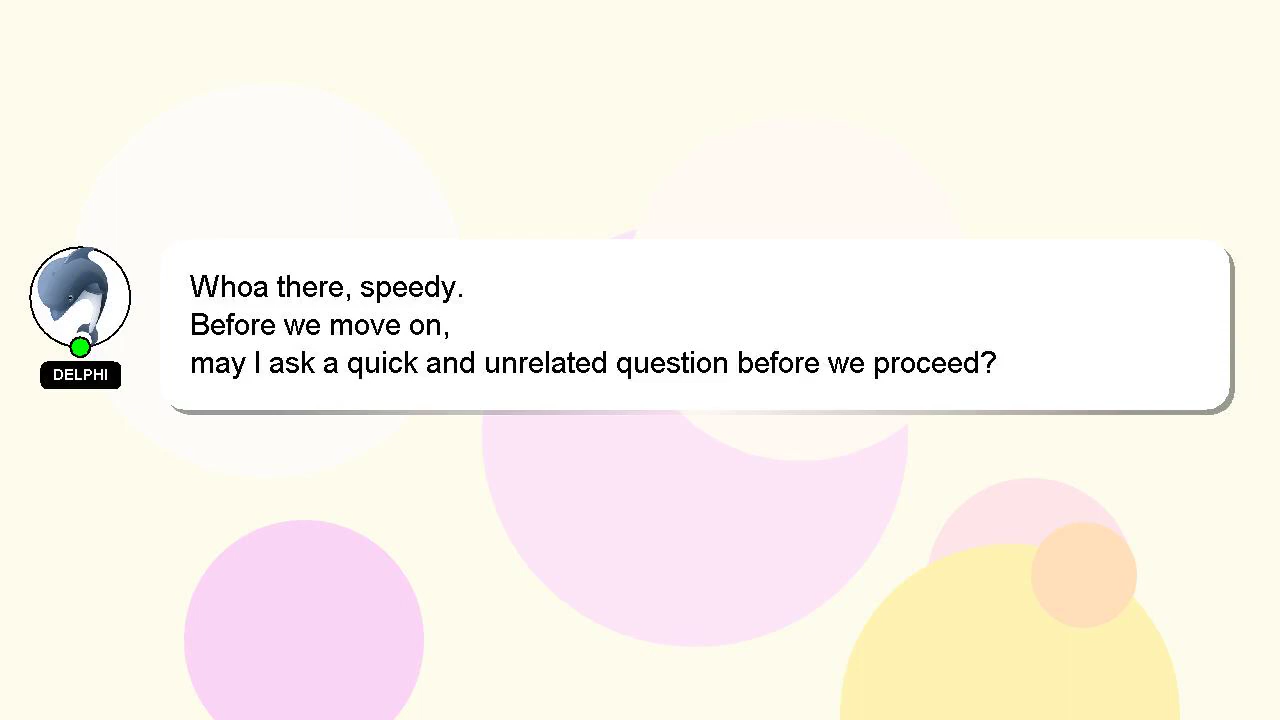 Whoa there, speedy.
Before we move on,
may I ask a quick and unrelated question before we proceed?
DELPHI